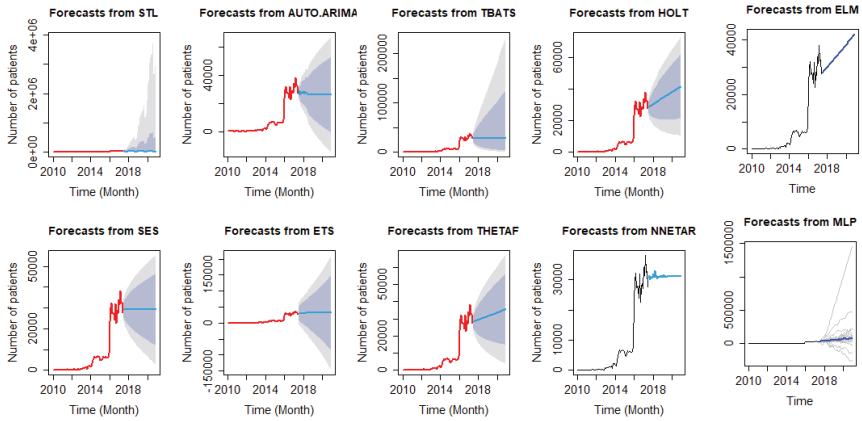 Forecasts from STL
Number of patients
0e+00 2e+06 4e+06
2010 2014 2018
Time (Month)
Forecasts from AUTO.ARIMA
Number of patients
0 40000
2010 2014 2018
Time (Month)
Forecasts from TBATS
Number of patients
0 50000 100000 200000
2010 2014 2018
Time (Month)
Forecasts from HOLT
Number of patients
0 20000 40000 60000
2010 2014 2018
Time (Month)
Forecasts from ELM
0 20000 40000
2010 2014 2018
Time
Forecasts from SES
Number of patients
0 20000 50000
2010 2014 2018
Time (Month)
Forecasts from ETS
Number of patients
-150000 0 50000 150000
2010 2014 2018
Time (Month)
Forecasts from THETAF
Number of patients
0 20000 50000
2010 2014 2018
Time (Month)
Forecasts from NNETAR
Number of patients
0 10000 30000
2010 2014 2018
Time (Month)
Forecasts from MLP
0 500000 1500000
2010 2014 2018
Time